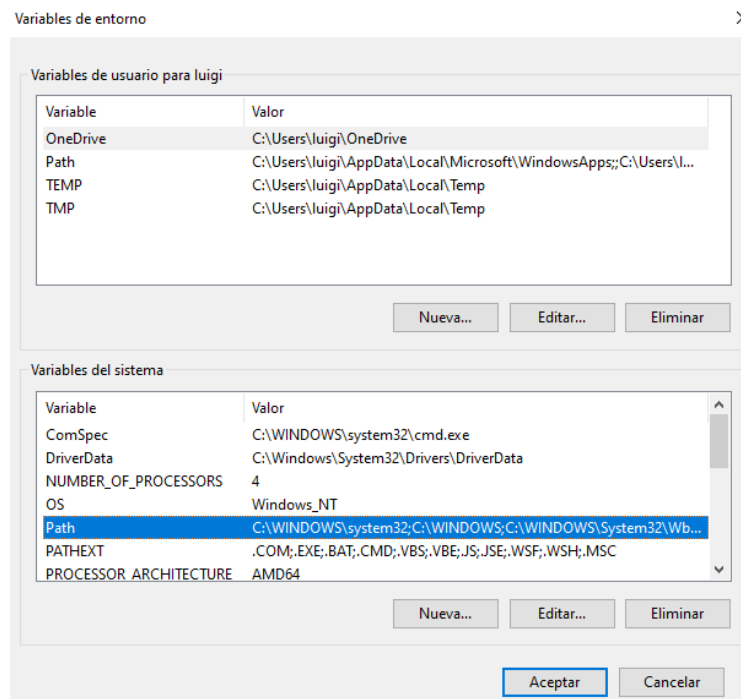 Variables de entorno
Variables de usuario para luigi
Variable Valor
OneDrive C:\Users\luigi\OneDrive
Path C:\Users\luigi\AppData\Local\Microsoft\WindowsApps;;C:\Users\l...
TEMP C:\Users\luigi\AppData\Local\Temp
TMP C:\Users\luigi\AppData\Local\Temp
Nueva... Editar... Eliminar
Variables del sistema
Variable Valor
ComSpec C:\WINDOWS\system32\cmd.exe
DriverData C:\Windows\System32\Drivers\DriverData
NUMBER_OF_PROCESSORS 4
OS Windows_NT
Path C:\WINDOWS\system32;C:\WINDOWS;C:\WINDOWS\System32\Wb...
PATHEXT .COM;.EXE;.BAT;.CMD;.VBS;.VBE;.JS;.JSE;.WSF;.WSH;.MSC
PROCESSOR_ARCHITECTURE AMD64
Nueva... Editar... Eliminar
Aceptar Cancelar